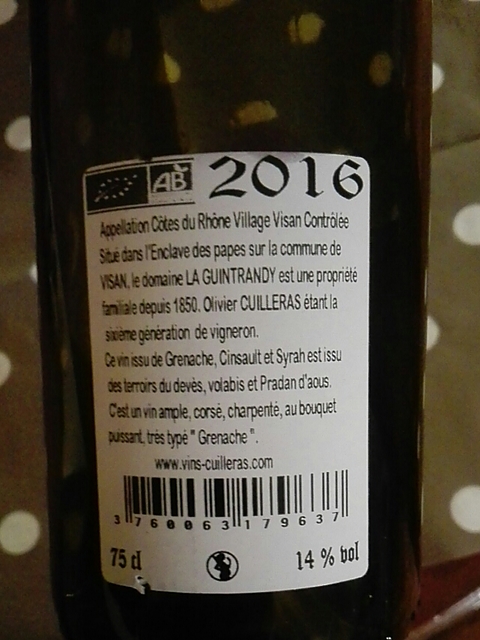 AB 2016
Appellation Côtes du Rhône Village Visan Contrôlée
Situé dans l'Enclave des papes sur la commune de
VISAN, le domaine LA GUINTRANDY est une propriété
familiale depuis 1850. Olivier CUILLERAS étant la
sixième génération de vigneron.
Ce vin issu de Grenache, Cinsault et Syrah est issu
des terroirs du devès, volabis et Pradan d'aous.
C'est un vin ample, corsé, charpenté, au bouquet
puissant, très typé " Grenache ".
www.vins-cuilleras.com
3 760063 179637
75 cl 14 % vol